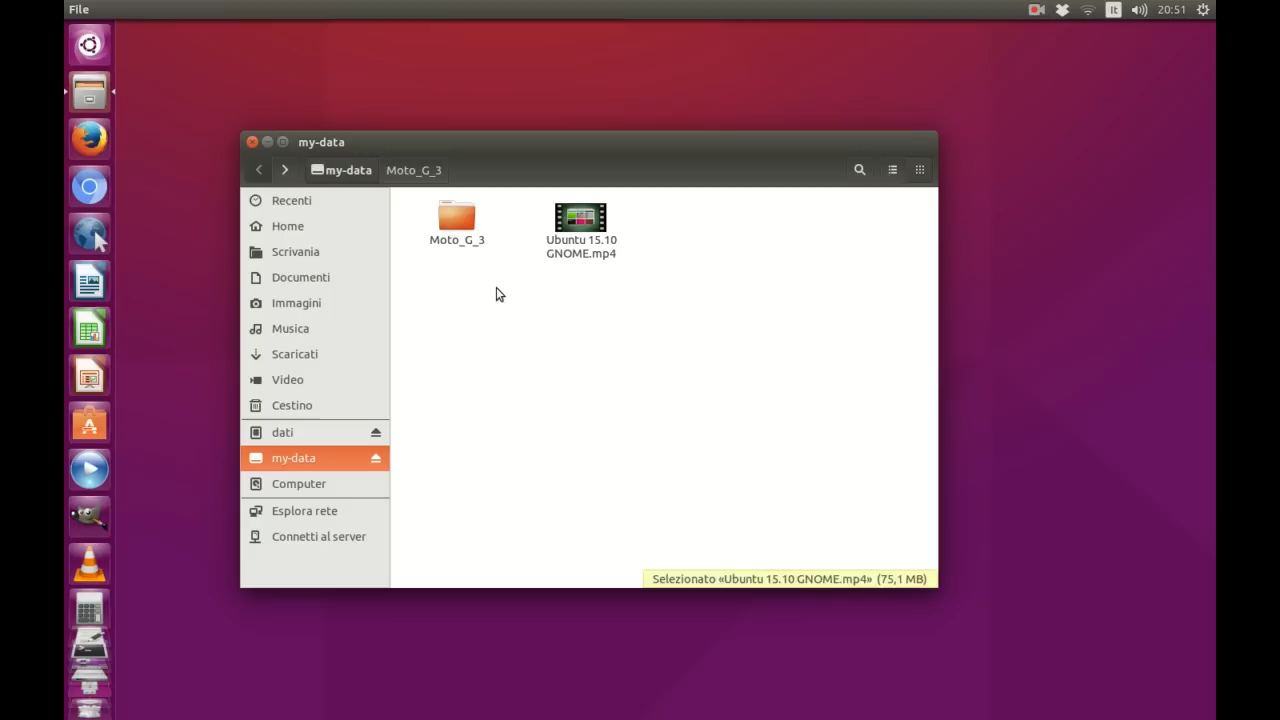 File
It
20:51
my-data
my-data
Moto_G_3
Recenti
Home
Scrivania
Documenti
Immagini
Musica
Scaricati
Video
Cestino
dati
my-data
Computer
Esplora rete
Connetti al server
Moto_G_3
Ubuntu 15.10
GNOME.mp4
Selezionato «Ubuntu 15.10 GNOME.mp4» (75,1 MB)